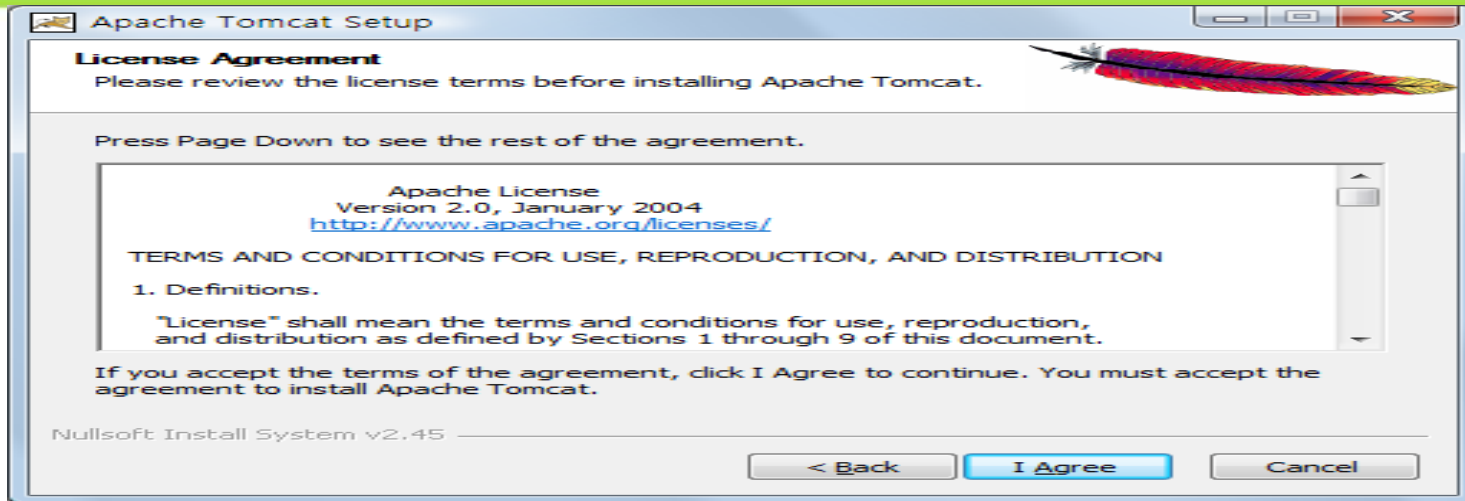 Apache Tomcat Setup
License Agreement
Please review the license terms before installing Apache Tomcat.
Press Page Down to see the rest of the agreement.
Apache License
Version 2.0, January 2004
http://www.apache.org/licenses/
TERMS AND CONDITIONS FOR USE, REPRODUCTION, AND DISTRIBUTION
1. Definitions.
"License" shall mean the terms and conditions for use, reproduction,
and distribution as defined by Sections 1 through 9 of this document.
If you accept the terms of the agreement, click I Agree to continue. You must accept the
agreement to install Apache Tomcat.
Nullsoft Install System v2.45
< Back I Agree Cancel